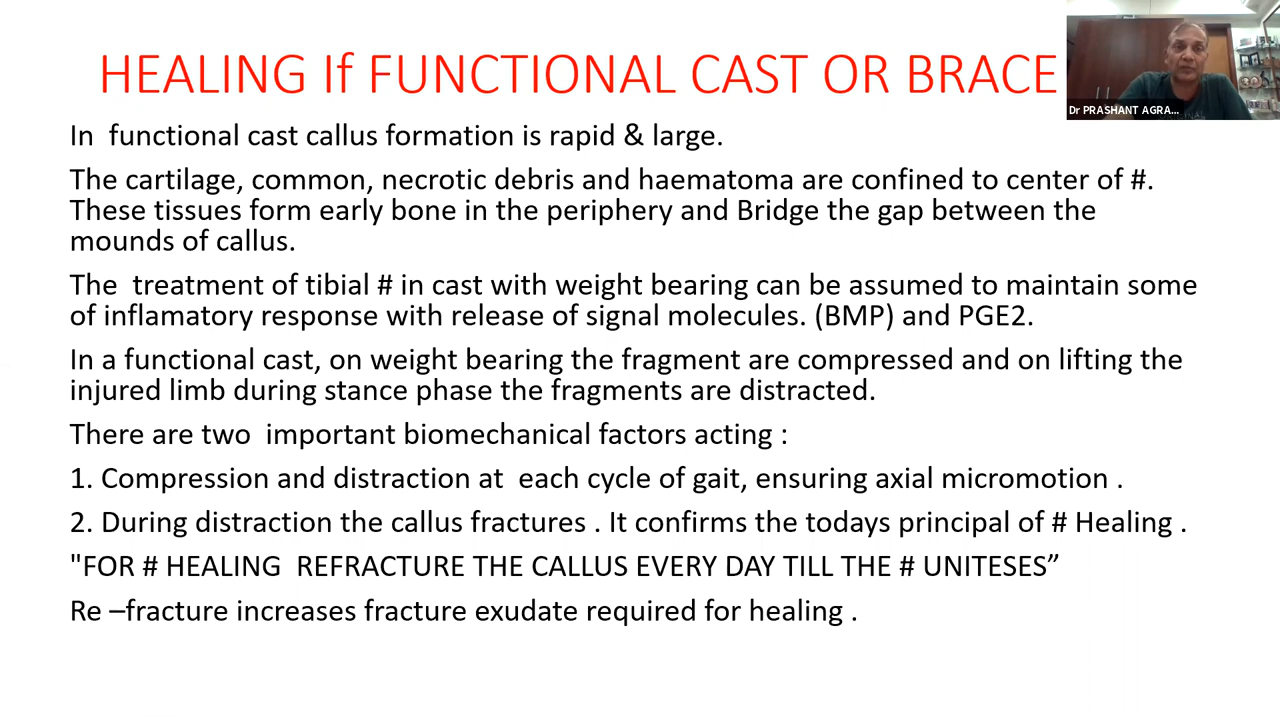 HEALING If FUNCTIONAL CAST OR BRACE
Dr PRASHANT AGRA...
In functional cast callus formation is rapid & large.
The cartilage, common, necrotic debris and haematoma are confined to center of #.
These tissues form early bone in the periphery and Bridge the gap between the
mounds of callus.
The treatment of tibial # in cast with weight bearing can be assumed to maintain some
of inflamatory response with release of signal molecules. (BMP) and PGE2.
In a functional cast, on weight bearing the fragment are compressed and on lifting the
injured limb during stance phase the fragments are distracted.
There are two important biomechanical factors acting :
1. Compression and distraction at each cycle of gait, ensuring axial micromotion .
2. During distraction the callus fractures . It confirms the todays principal of # Healing .
"FOR # HEALING REFRACTURE THE CALLUS EVERY DAY TILL THE # UNITESES”
Re –fracture increases fracture exudate required for healing .